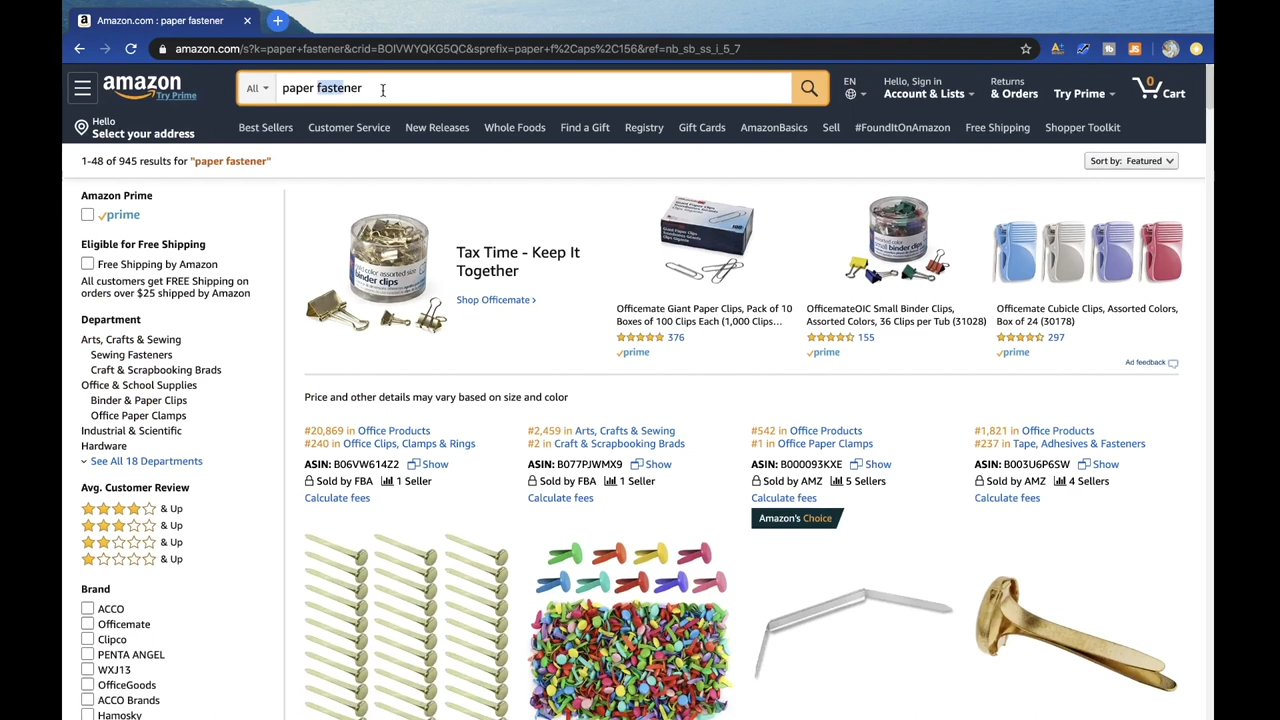 Amazon.com : paper fastener
amazon.com/s?k=paper+fastener&crid=BOIVWYQKG5QC&sprefix=paper+f%2Caps%2C156&ref=nb_sb_ss_i_5_7
amazon
Try Prime
All
paper fastener
EN
Hello, Sign in
Account & Lists
Returns
& Orders
Try Prime
0
Cart
Hello
Select your address
Best Sellers Customer Service New Releases Whole Foods Find a Gift Registry Gift Cards AmazonBasics Sell #FoundItOnAmazon Free Shipping Shopper Toolkit
1-48 of 945 results for "paper fastener"
Sort by: Featured
Amazon Prime
prime
Eligible for Free Shipping
Free Shipping by Amazon
All customers get FREE Shipping on
orders over $25 shipped by Amazon
Department
Arts, Crafts & Sewing
Sewing Fasteners
Craft & Scrapbooking Brads
Office & School Supplies
Binder & Paper Clips
Office Paper Clamps
Industrial & Scientific
Hardware
See All 18 Departments
Avg. Customer Review
& Up
& Up
& Up
& Up
Brand
ACCO
Officemate
Clipco
PENTA ANGEL
WXJ13
OfficeGoods
ACCO Brands
Hamosky
Tax Time - Keep It
Together
Shop Officemate ›
Officemate Giant Paper Clips, Pack of 10
Boxes of 100 Clips Each (1,000 Clips...
376
prime
OfficemateOIC Small Binder Clips,
Assorted Colors, 36 Clips per Tub (31028)
155
prime
Officemate Cubicle Clips, Assorted Colors,
Box of 24 (30178)
297
prime
Ad feedback
Price and other details may vary based on size and color
#20,869 in Office Products
#240 in Office Clips, Clamps & Rings
ASIN: B06VW614Z2 Show
Sold by FBA 1 Seller
Calculate fees
#2,459 in Arts, Crafts & Sewing
#2 in Craft & Scrapbooking Brads
ASIN: B077PJWMX9 Show
Sold by FBA 1 Seller
Calculate fees
#542 in Office Products
#1 in Office Paper Clamps
ASIN: B000093KXE Show
Sold by AMZ 5 Sellers
Calculate fees
Amazon's Choice
#1,821 in Office Products
#237 in Tape, Adhesives & Fasteners
ASIN: B003U6P6SW Show
Sold by AMZ 4 Sellers
Calculate fees